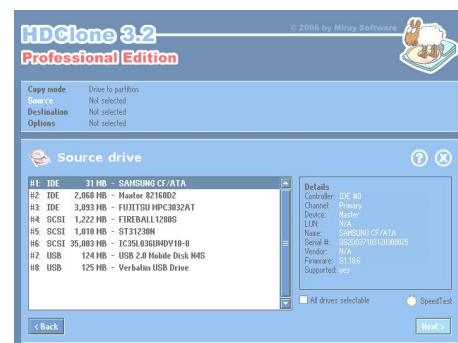 HDClone 3.2
© 2006 by Miray Software
Professional Edition
Copy mode Drive to partition
Source Not selected
Destination Not selected
Options Not selected
Source drive
#1: IDE 31 MB - SAMSUNG CF/ATA
#2: IDE 2,060 MB - Maxtor 82160D2
#3: IDE 3,093 MB - FUJITSU MPC3032AT
#4: SCSI 1,222 MB - FIREBALL1280S
#5: SCSI 1,010 MB - ST31230N
#6: SCSI 35,003 MB - IC35L036UWDY10-0
#7: USB 124 MB - USB 2.0 Mobile Disk N4S
#8: USB 125 MB - Verbatim USB Drive
Details
Controller: IDE #0
Channel: Primary
Device: Master
LUN: N/A
Name: SAMSUNG CF/ATA
Serial #:
Vendor: N/A
Firmware: S1.18.6
Supported: yes
All drives selectable
SpeedTest
< Back
Next >